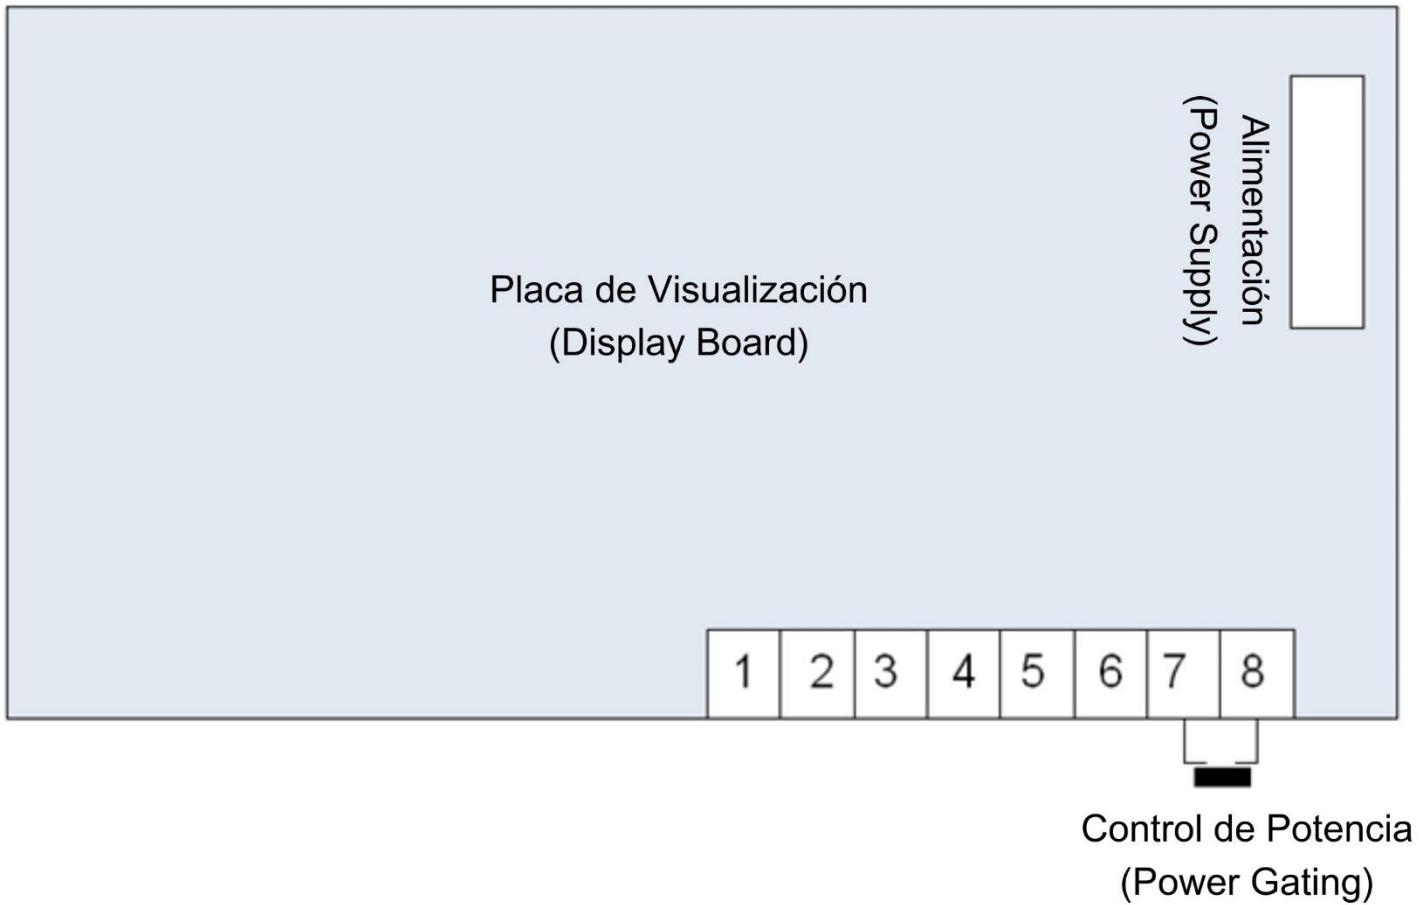 Alimentación
(Power Supply)
Placa de Visualización
(Display Board)
1 2 3 4 5 6 7 8
Control de Potencia
(Power Gating)